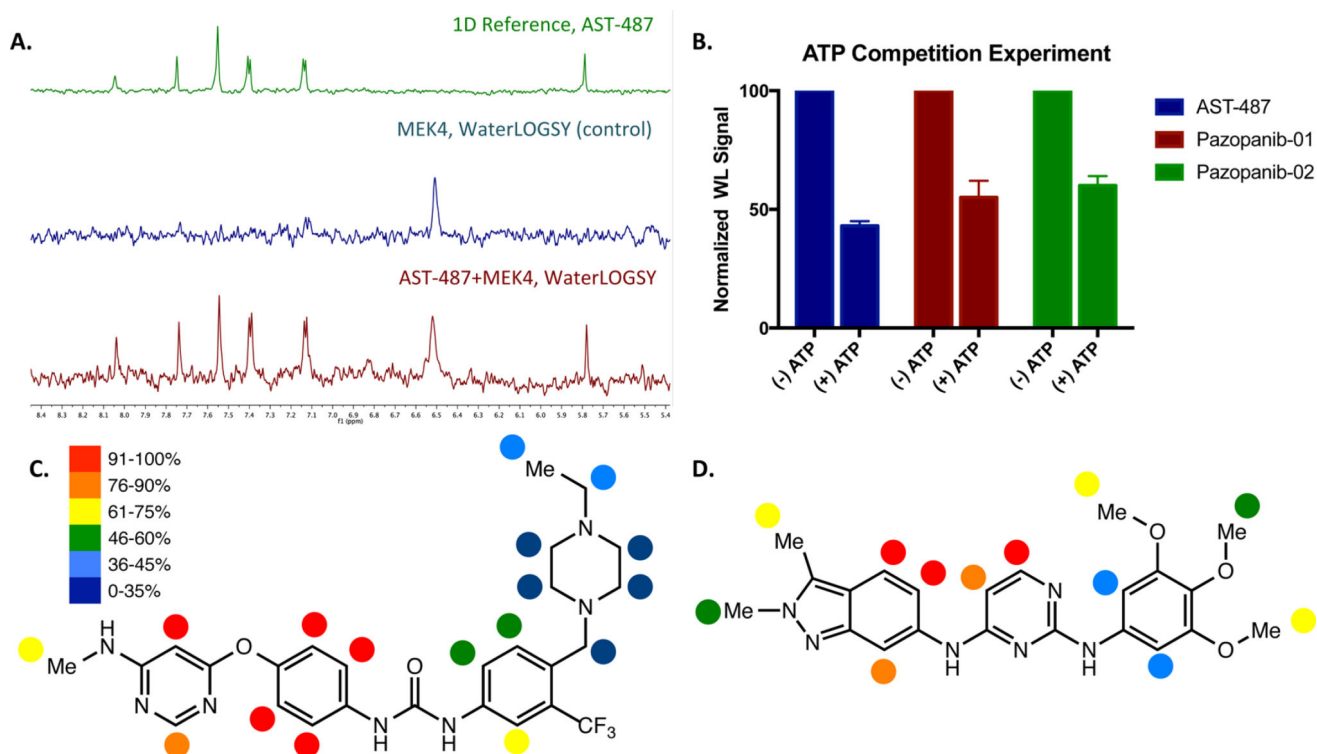 A.
1D Reference, AST-487
MEK4, WaterLOGSY (control)
AST-487+MEK4, WaterLOGSY
8.4 8.3 8.2 8.1 8.0 7.9 7.8 7.7 7.6 7.5 7.4 7.3 7.2 7.1 7.0 6.9 6.8 6.7 6.6 6.5 6.4 6.3 6.2 6.1 6.0 5.9 5.8 5.7 5.6 5.5 5.4
f1 (ppm)
B.
ATP Competition Experiment
Normalized WL Signal
100
50
0
(-) ATP
(+) ATP
(-) ATP
(+) ATP
(-) ATP
(+) ATP
AST-487
Pazopanib-01
Pazopanib-02
C.
91-100%
76-90%
61-75%
46-60%
36-45%
0-35%
Me
N
N
H
N
Me
N
N
O
N
H
O
N
H
CF3
D.
Me
Me
N
N
N
H
N
N
N
H
Me
O
Me
O
O
Me